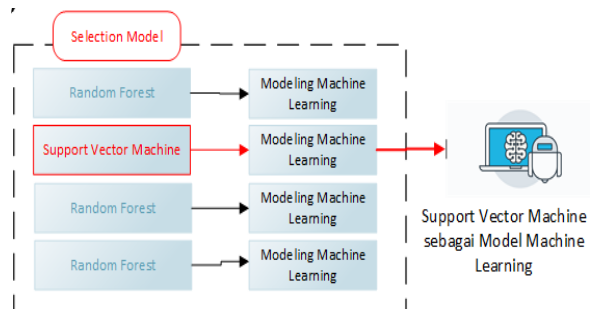 Selection Model
Random Forest
Modeling Machine
Learning
Support Vector Machine
Modeling Machine
Learning
Random Forest
Modeling Machine
Learning
Random Forest
Modeling Machine
Learning
Support Vector Machine
sebagai Model Machine
Learning